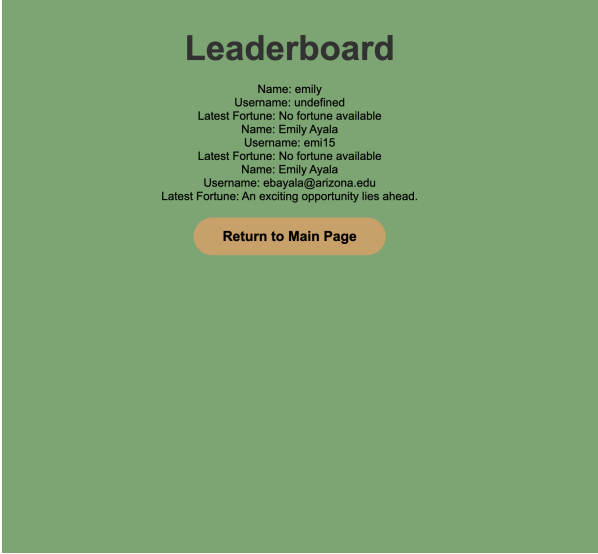 Leaderboard
Name: emily
Username: undefined
Latest Fortune: No fortune available
Name: Emily Ayala
Username: emi15
Latest Fortune: No fortune available
Name: Emily Ayala
Username: ebayala@arizona.edu
Latest Fortune: An exciting opportunity lies ahead.
Return to Main Page